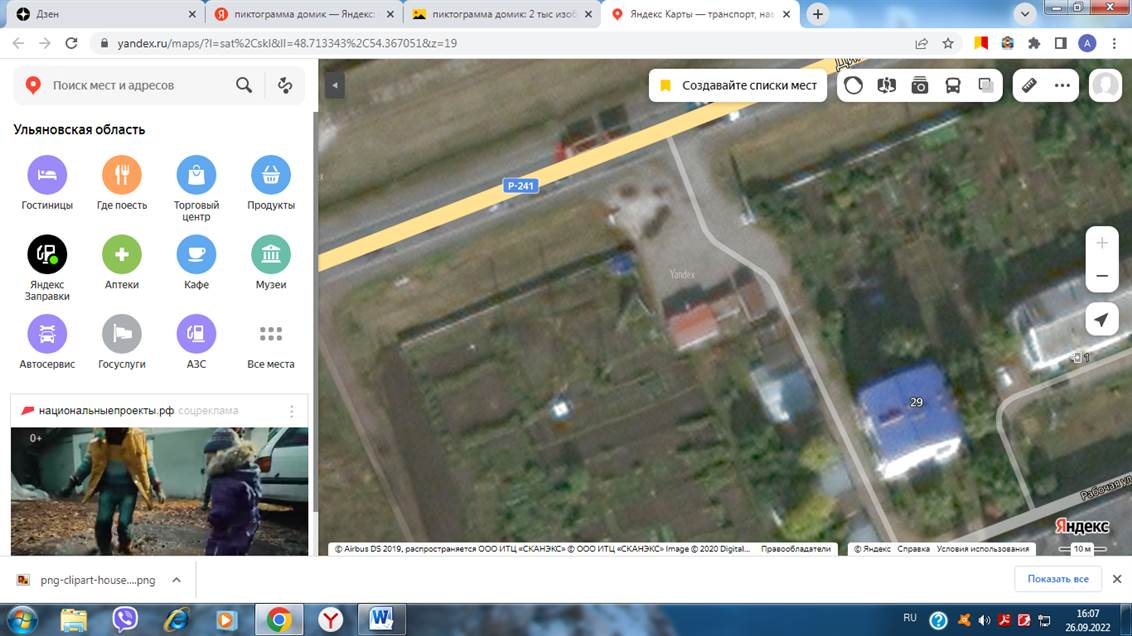 Дзен
пиктограмма домик — Яндекс:
пиктограмма домик: 2 тыс изоб
Яндекс Карты — транспорт, нав
yandex.ru/maps/?l=sat%2Cskl&ll=48.713343%2C54.367051&z=19
A
Поиск мест и адресов
Ульяновская область
Гостиницы
Где поесть
Торговый
центр
Продукты
Яндекс
Заправки
Аптеки
Кафе
Музеи
Автосервис
Госуслуги
АЗС
Все места
национальныепроекты.рф соцреклама
0+
Создавайте списки мест
Р-241
Yandex
29
1
Рабочая ул
Яндекс
10 м
© Airbus DS 2019, распространяется ООО ИТЦ «СКАНЭКС» © ООО ИТЦ «СКАНЭКС» Image © 2020 Digital... Правообладатели
© Яндекс Справка Условия использования
png-clipart-house....png
Показать все
RU
16:07
26.09.2022